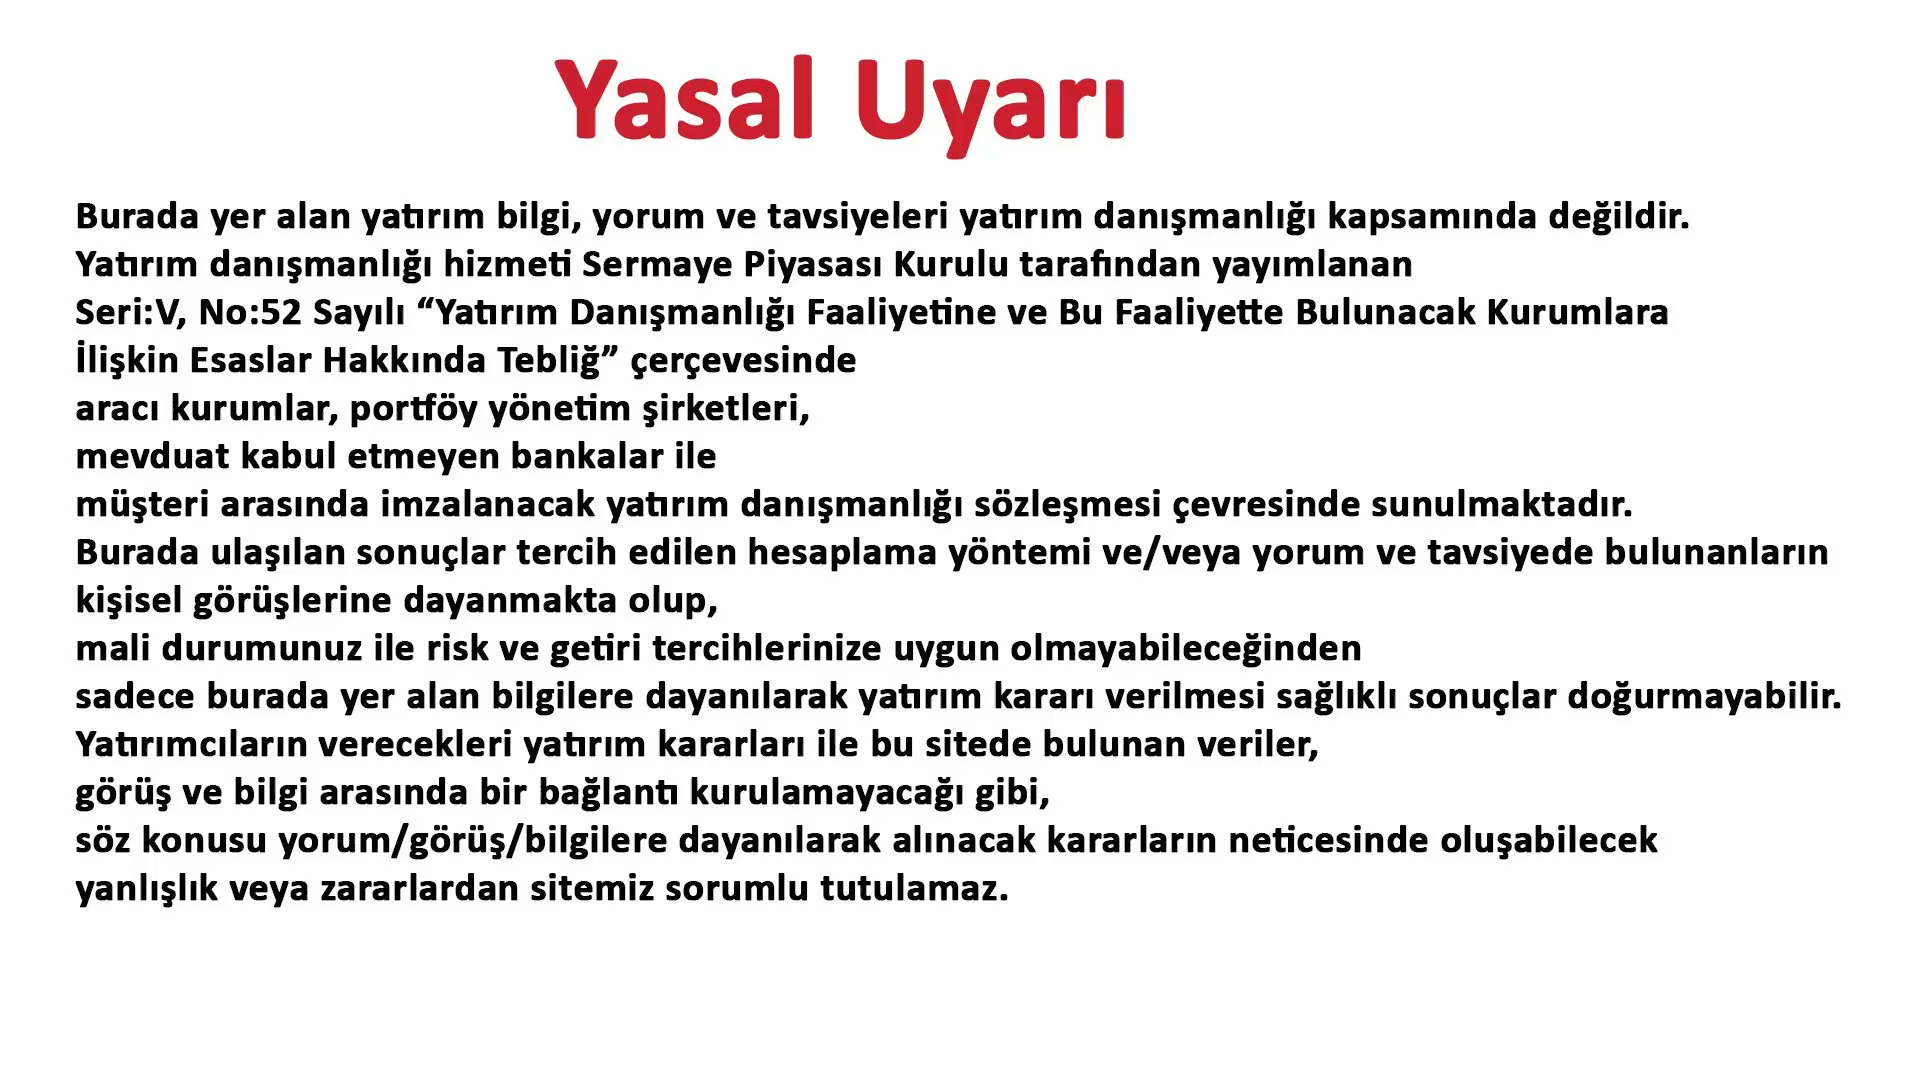 Yasal Uyarı
Burada yer alan yatırım bilgi, yorum ve tavsiyeleri yatırım danışmanlığı kapsamında değildir.
Yatırım danışmanlığı hizmeti Sermaye Piyasası Kurulu tarafından yayımlanan
Seri:V, No:52 Sayılı “Yatırım Danışmanlığı Faaliyetine ve Bu Faaliyette Bulunacak Kurumlara
İlişkin Esaslar Hakkında Tebliğ” çerçevesinde
aracı kurumlar, portföy yönetim şirketleri,
mevduat kabul etmeyen bankalar ile
müşteri arasında imzalanacak yatırım danışmanlığı sözleşmesi çevresinde sunulmaktadır.
Burada ulaşılan sonuçlar tercih edilen hesaplama yöntemi ve/veya yorum ve tavsiyede bulunanların
kişisel görüşlerine dayanmakta olup,
mali durumunuz ile risk ve getiri tercihlerinize uygun olmayabileceğinden
sadece burada yer alan bilgilere dayanılarak yatırım kararı verilmesi sağlıklı sonuçlar doğurmayabilir.
Yatırımcıların verecekleri yatırım kararları ile bu sitede bulunan veriler,
görüş ve bilgi arasında bir bağlantı kurulamayacağı gibi,
söz konusu yorum/görüş/bilgilere dayanılarak alınacak kararların neticesinde oluşabilecek
yanlışlık veya zararlardan sitemiz sorumlu tutulamaz.